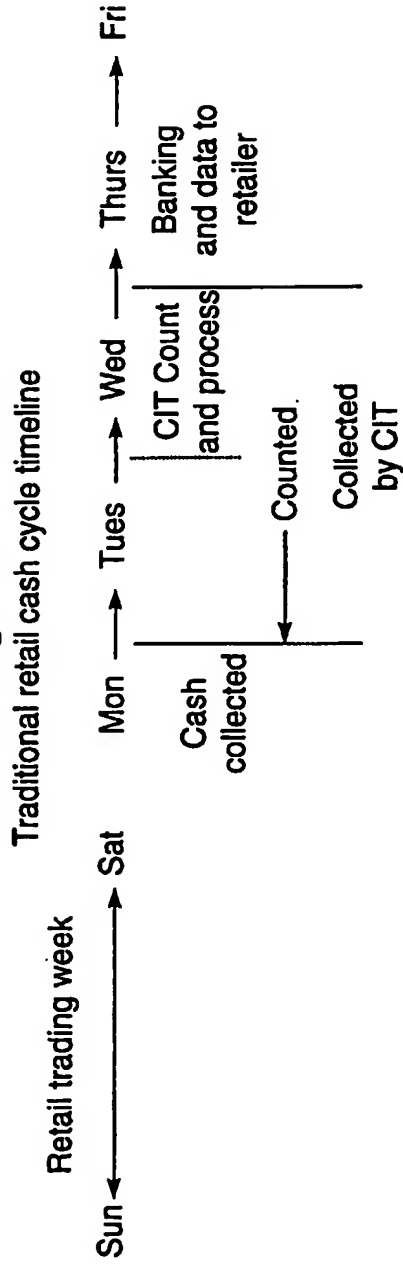 Traditional retail cash cycle timeline
Retail trading week
Sun Sat Mon Tues Wed Thurs Fri
Cash
collected
CIT Count
and process
Banking
and data to
retailer
Counted.
Collected
by CIT